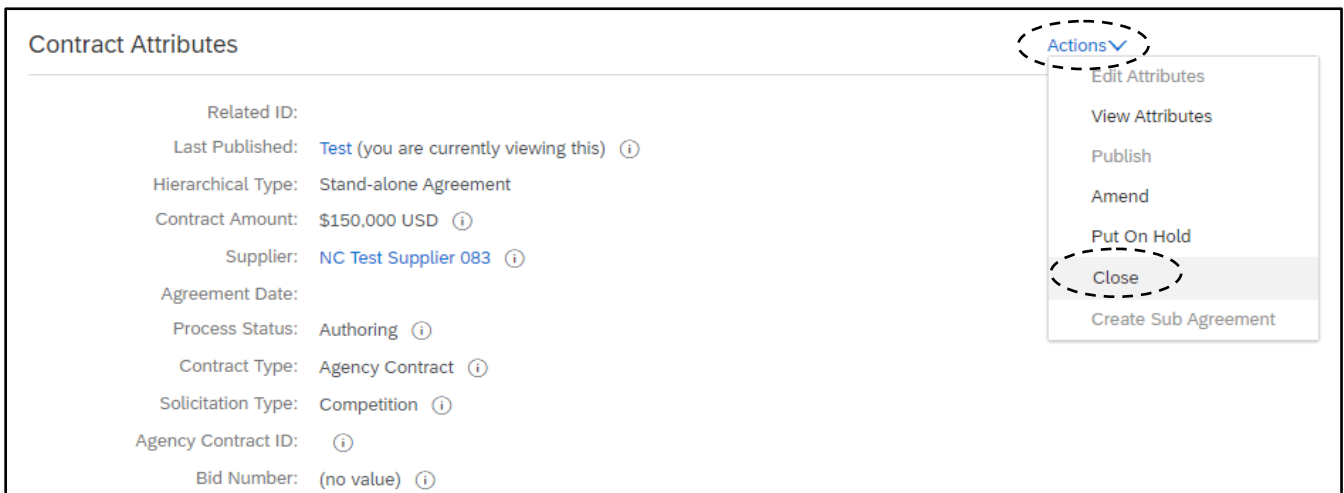 Contract Attributes
Actions
Edit Attributes
Related ID:
View Attributes
Last Published: Test (you are currently viewing this)
Publish
Hierarchical Type: Stand-alone Agreement
Amend
Contract Amount: $150,000 USD
Put On Hold
Supplier: NC Test Supplier 083
Close
Agreement Date:
Create Sub Agreement
Process Status: Authoring
Contract Type: Agency Contract
Solicitation Type: Competition
Agency Contract ID:
Bid Number: (no value)